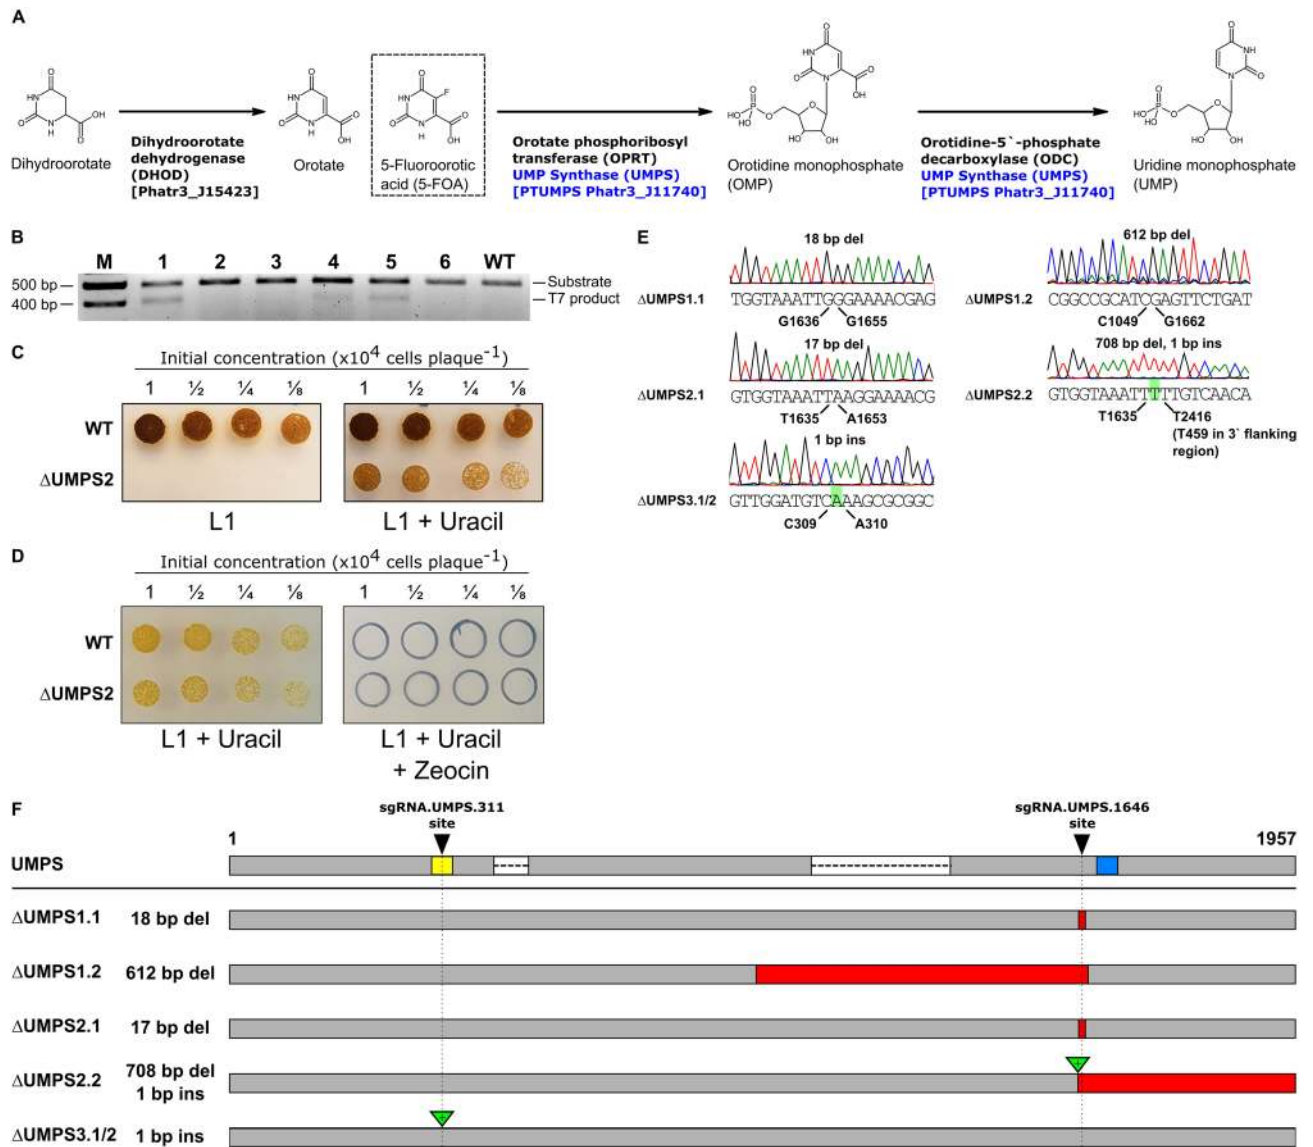 A
Dihydroorotate
Dihydroorotate
dehydrogenase
(DHOD)
[Phatr3_J15423]
Orotate
5-Fluoroorotic
acid (5-FOA)
Orotate phosphoribosyl
transferase (OPRT)
UMP Synthase (UMPS)
[PTUMPS Phatr3_J11740]
Orotidine monophosphate
(OMP)
Orotidine-5`-phosphate
decarboxylase (ODC)
UMP Synthase (UMPS)
[PTUMPS Phatr3_J11740]
Uridine monophosphate
(UMP)
B
M 1 2 3 4 5 6 WT
500 bp
400 bp
Substrate
T7 product
C
Initial concentration (x10⁴ cells plaque⁻¹)
1 ½ ¼ ⅛ 1 ½ ¼ ⅛
WT
ΔUMPS2
L1 L1 + Uracil
D
Initial concentration (x10⁴ cells plaque⁻¹)
1 ½ ¼ ⅛ 1 ½ ¼ ⅛
WT
ΔUMPS2
L1 + Uracil
L1 + Uracil
+ Zeocin
E
18 bp del
ΔUMPS1.1
TGGTAAATTGGGAAAACGAG
G1636 G1655
612 bp del
ΔUMPS1.2
CGGCCGCATCGAGTTCTGAT
C1049 G1662
17 bp del
ΔUMPS2.1
GTGGTAAATTAAGGAAAACG
T1635 A1653
708 bp del, 1 bp ins
ΔUMPS2.2
GTGGTAAATTTTTGTCAACA
T1635 T2416
(T459 in 3` flanking
region)
1 bp ins
ΔUMPS3.1/2
GTTGGATGTCAAAGCGCGGC
C309 A310
F
sgRNA.UMPS.311
site
sgRNA.UMPS.1646
site
1 1957
UMPS
ΔUMPS1.1 18 bp del
ΔUMPS1.2 612 bp del
ΔUMPS2.1 17 bp del
ΔUMPS2.2 708 bp del
1 bp ins
ΔUMPS3.1/2 1 bp ins